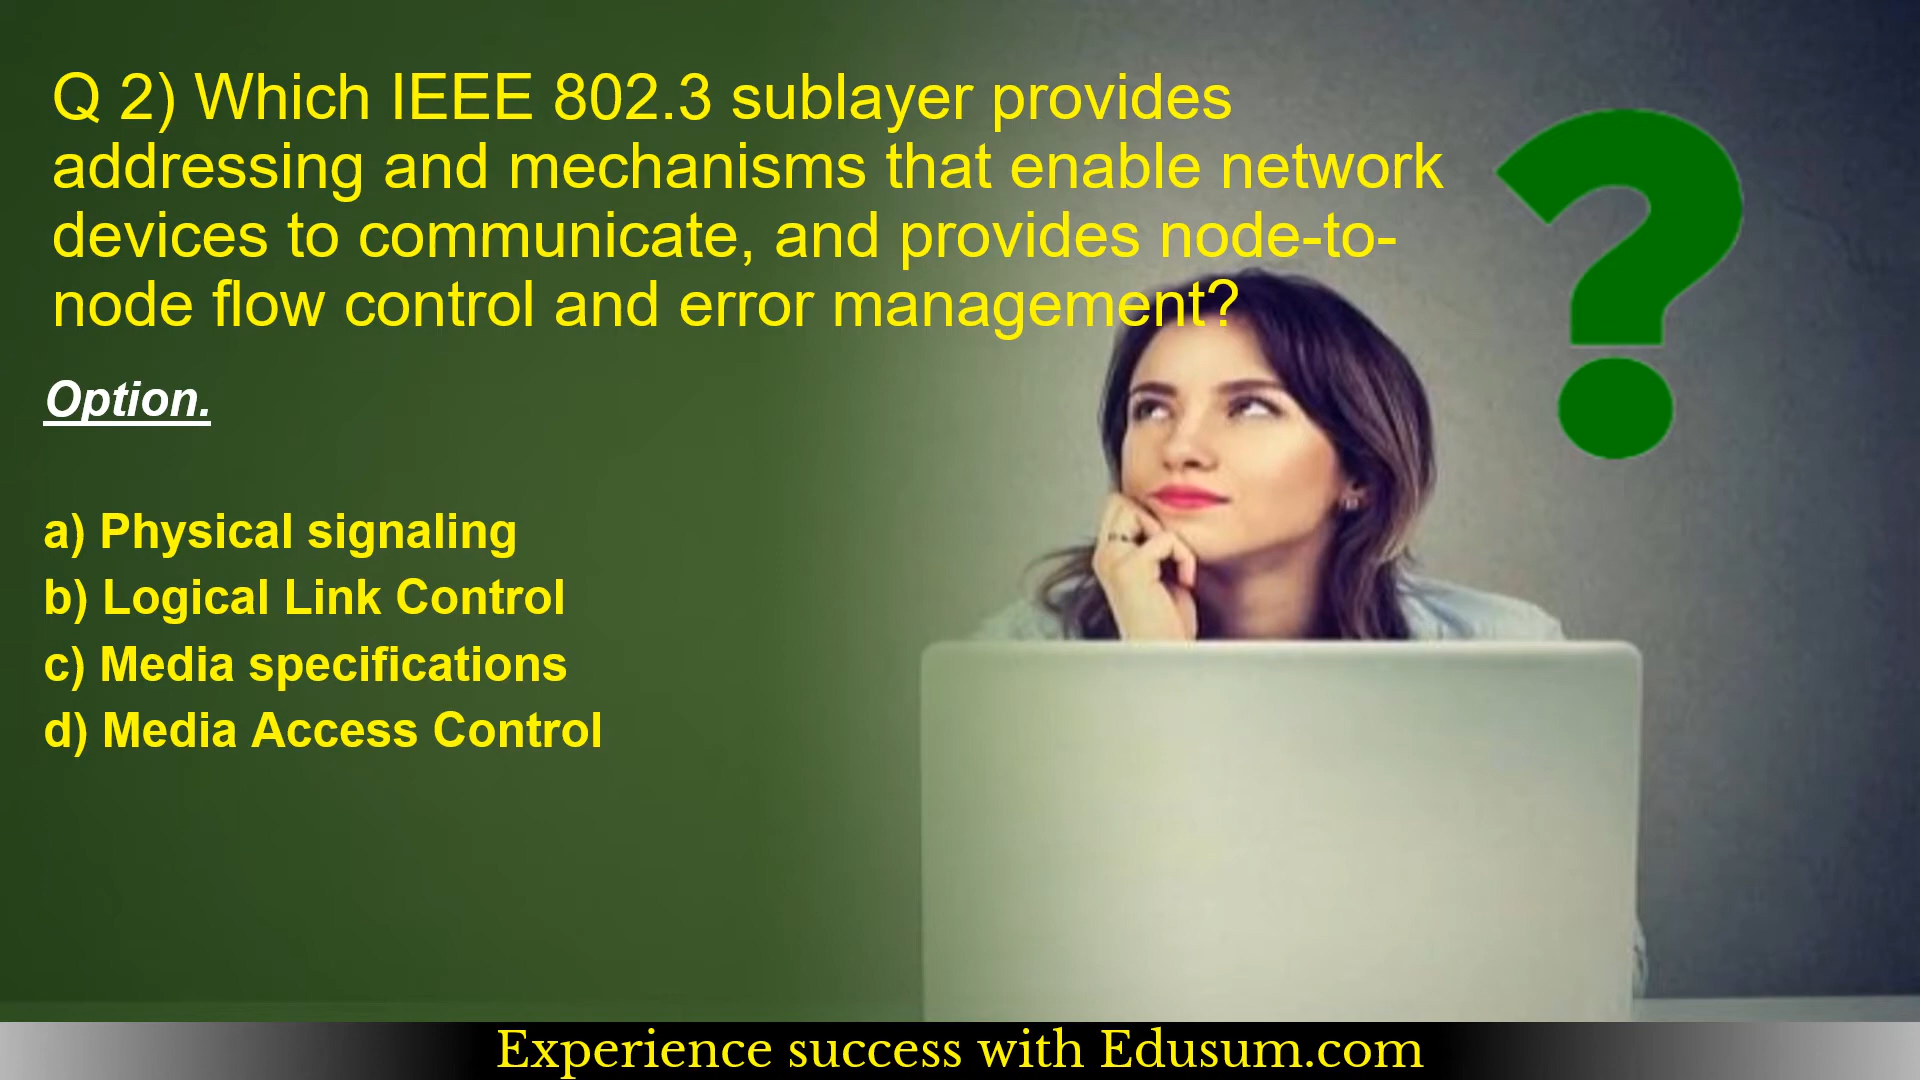 Q 2) Which IEEE 802.3 sublayer provides
addressing and mechanisms that enable network
devices to communicate, and provides node-to-
node flow control and error management?
Option.
a) Physical signaling
b) Logical Link Control
c) Media specifications
d) Media Access Control
?
Experience success with Edusum.com